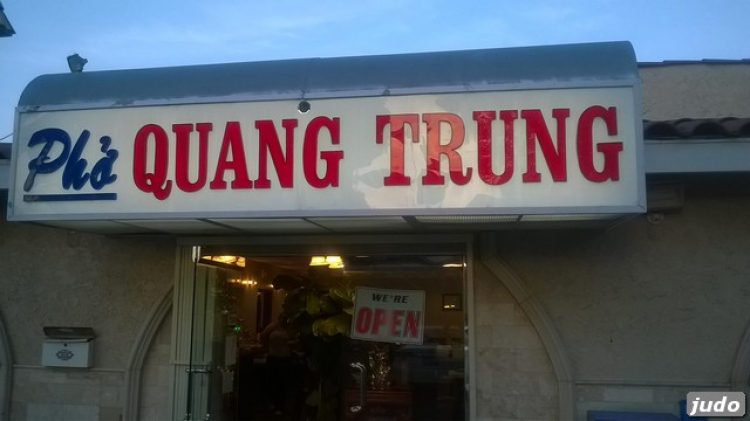 Phở QUANG TRUNG
WE'RE
OPEN
judo